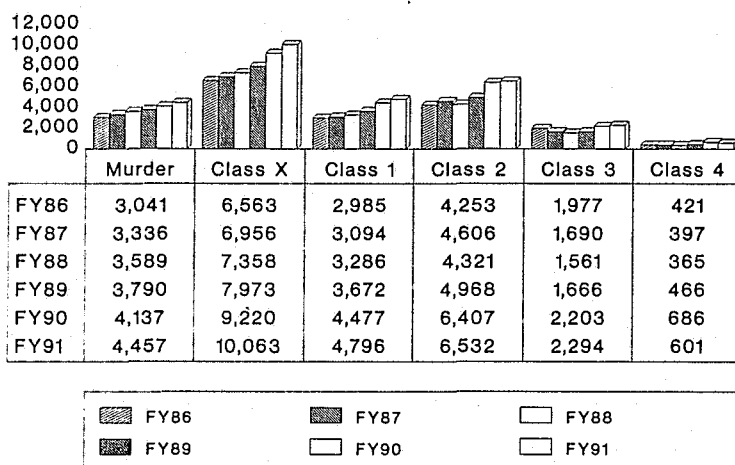 12,000
10,000
8,000
6,000
4,000
2,000
0
Murder Class X Class 1 Class 2 Class 3 Class 4
FY86 3,041 6,563 2,985 4,253 1,977 421
FY87 3,336 6,956 3,094 4,606 1,690 397
FY88 3,589 7,358 3,286 4,321 1,561 365
FY89 3,790 7,973 3,672 4,968 1,666 466
FY90 4,137 9,220 4,477 6,407 2,203 686
FY91 4,457 10,063 4,796 6,532 2,294 601
FY86 FY87 FY88
FY89 FY90 FY91